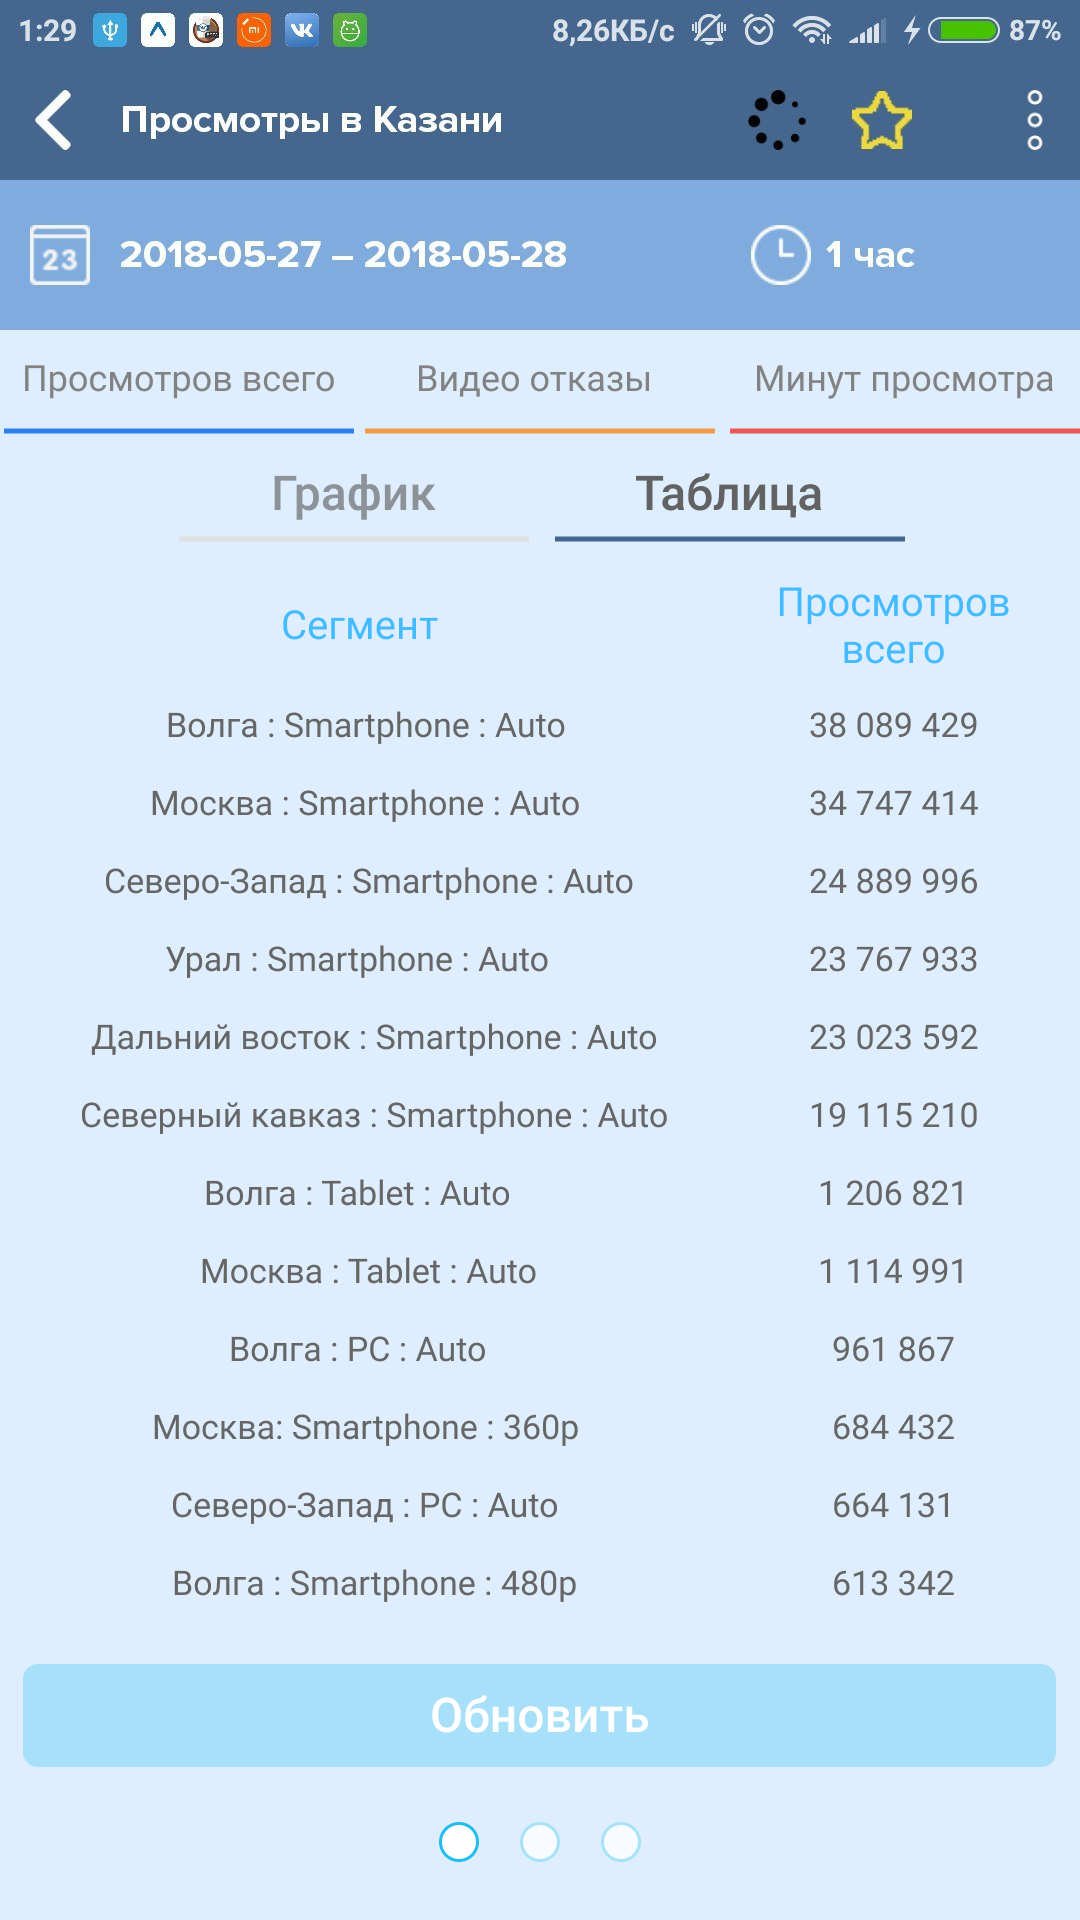 1:29 8,26КБ/с 87%
Просмотры в Казани
23 2018-05-27 – 2018-05-28 1 час
Просмотров всего Видео отказы Минут просмотра
График Таблица
Сегмент Просмотров
всего
Волга : Smartphone : Auto 38 089 429
Москва : Smartphone : Auto 34 747 414
Северо-Запад : Smartphone : Auto 24 889 996
Урал : Smartphone : Auto 23 767 933
Дальний восток : Smartphone : Auto 23 023 592
Северный кавказ : Smartphone : Auto 19 115 210
Волга : Tablet : Auto 1 206 821
Москва : Tablet : Auto 1 114 991
Волга : PC : Auto 961 867
Москва: Smartphone : 360p 684 432
Северо-Запад : PC : Auto 664 131
Волга : Smartphone : 480p 613 342
Обновить